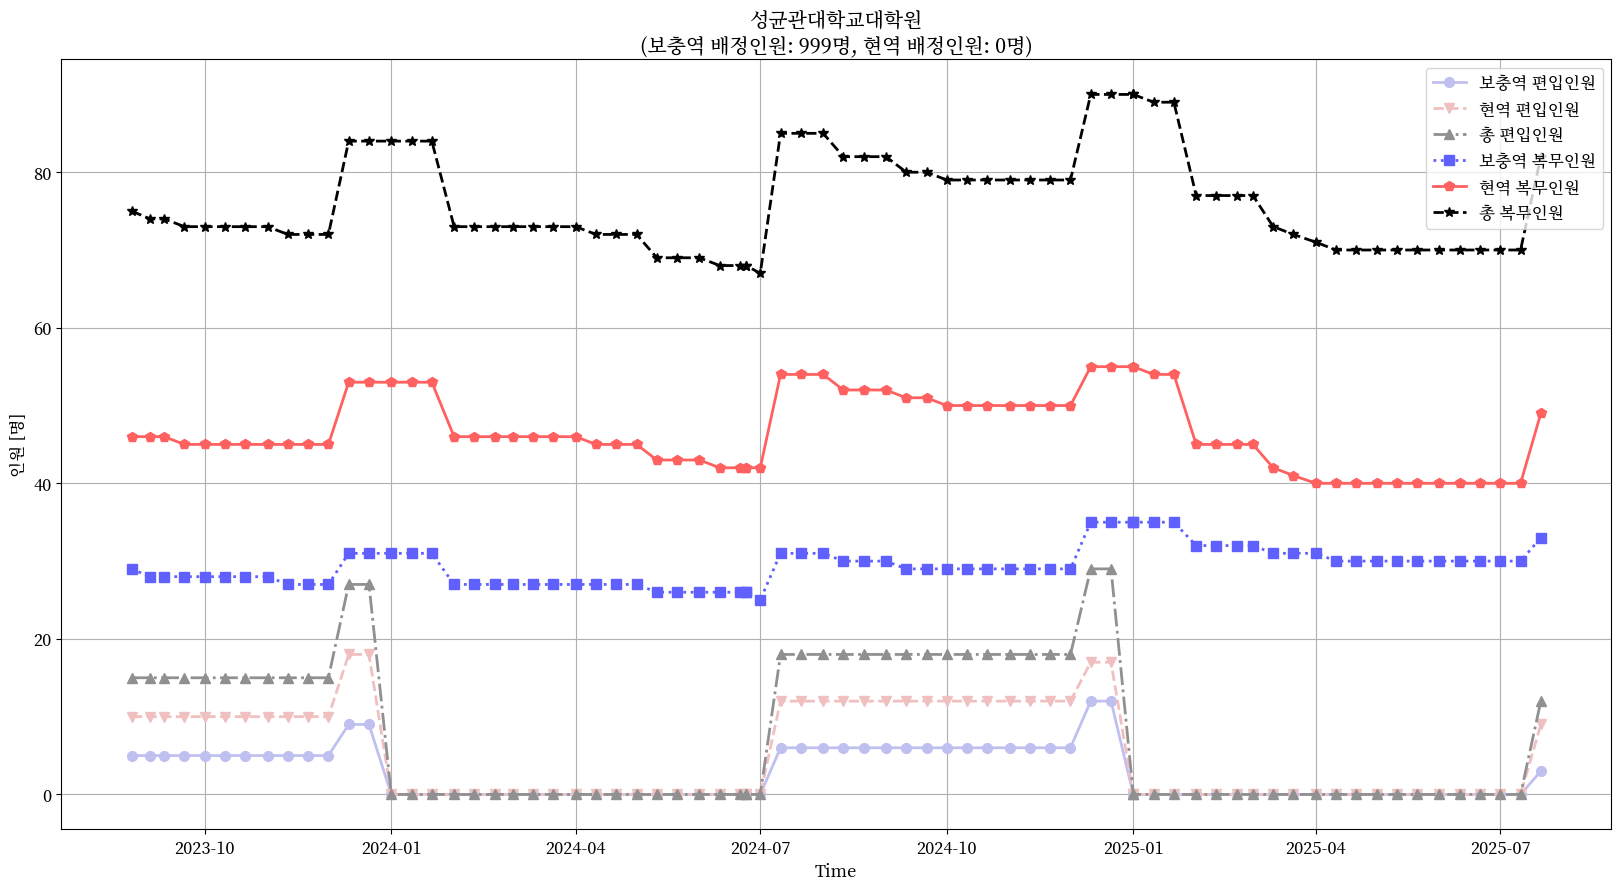 성균관대학교대학원
(보충역 배정인원: 999명, 현역 배정인원: 0명)
보충역 편입인원
현역 편입인원
총 편입인원
보충역 복무인원
현역 복무인원
총 복무인원
인원 [명]
80
60
40
20
0
2023-10
2024-01
2024-04
2024-07
2024-10
2025-01
2025-04
2025-07
Time